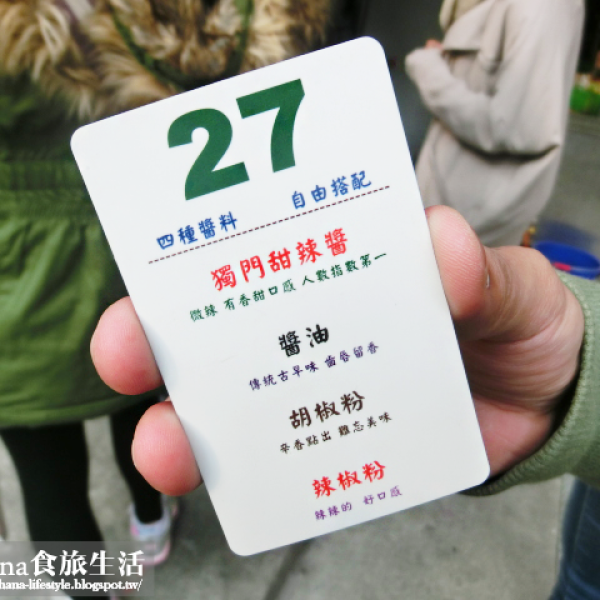 27
四種醬料 自由搭配
獨門甜辣醬
微辣 有香甜口感 人數指數第一
醬油
傳統古早味 齒唇留香
胡椒粉
辛香點出 難忘美味
辣椒粉
辣辣的 好口感
na食旅生活
hana-lifestyle.blogspot.tw/